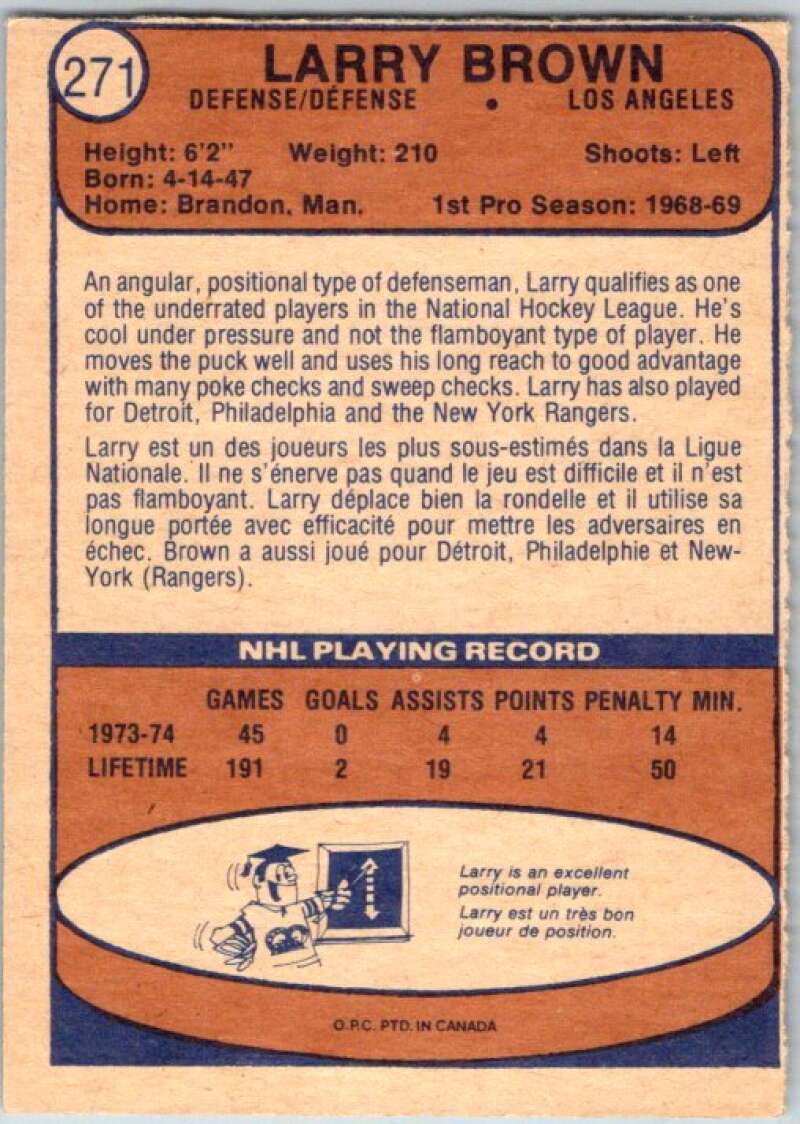 271
LARRY BROWN
DEFENSE/DÉFENSE • LOS ANGELES
Height: 6'2" Weight: 210 Shoots: Left
Born: 4-14-47
Home: Brandon, Man. 1st Pro Season: 1968-69
An angular, positional type of defenseman, Larry qualifies as one
of the underrated players in the National Hockey League. He's
cool under pressure and not the flamboyant type of player. He
moves the puck well and uses his long reach to good advantage
with many poke checks and sweep checks. Larry has also played
for Detroit, Philadelphia and the New York Rangers.
Larry est un des joueurs les plus sous-estimés dans la Ligue
Nationale. Il ne s'énerve pas quand le jeu est difficile et il n'est
pas flamboyant. Larry déplace bien la rondelle et il utilise sa
longue portée avec efficacité pour mettre les adversaires en
échec. Brown a aussi joué pour Détroit, Philadelphie et New-
York (Rangers).
NHL PLAYING RECORD
GAMES GOALS ASSISTS POINTS PENALTY MIN.
1973-74 45 0 4 4 14
LIFETIME 191 2 19 21 50
Larry is an excellent
positional player.
Larry est un très bon
joueur de position.
O.P.C. PTD. IN CANADA